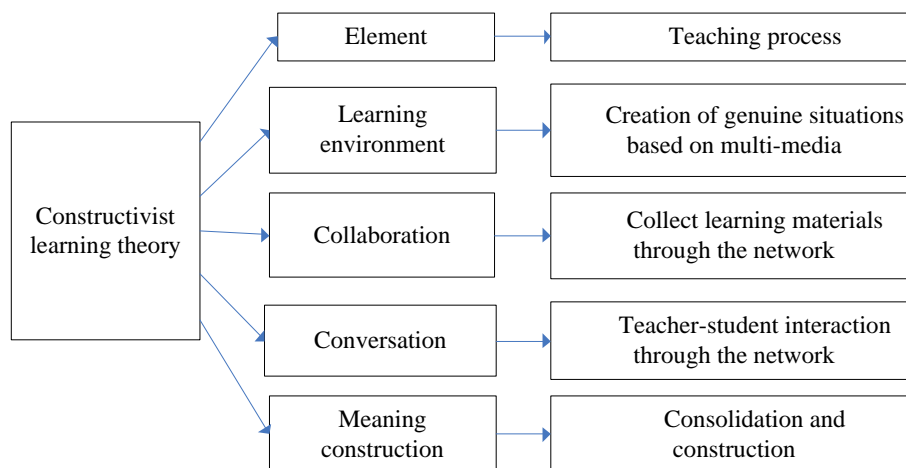 Element
Teaching process
Learning
environment
Creation of genuine situations
based on multi-media
Constructivist
learning theory
Collaboration
Collect learning materials
through the network
Conversation
Teacher-student interaction
through the network
Meaning
construction
Consolidation and
construction